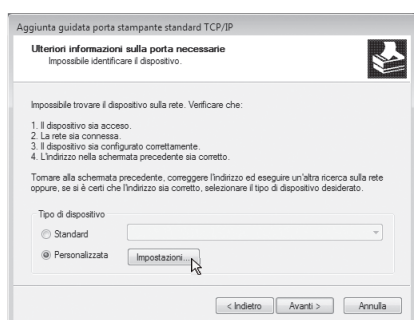 Aggiunta guidata porta stampante standard TCP/IP
Ulteriori informazioni sulla porta necessarie
Impossibile identificare il dispositivo.
Impossibile trovare il dispositivo sulla rete. Verificare che:
1. Il dispositivo sia acceso.
2. La rete sia connessa.
3. Il dispositivo sia configurato correttamente.
4. L'indirizzo nella schermata precedente sia corretto.
Tornare alla schermata precedente, correggere l'indirizzo ed eseguire un'altra ricerca sulla rete
oppure, se si è certi che l'indirizzo sia corretto, selezionare il tipo di dispositivo desiderato.
Tipo di dispositivo
Standard
Personalizzata Impostazioni...
< Indietro Avanti > Annulla